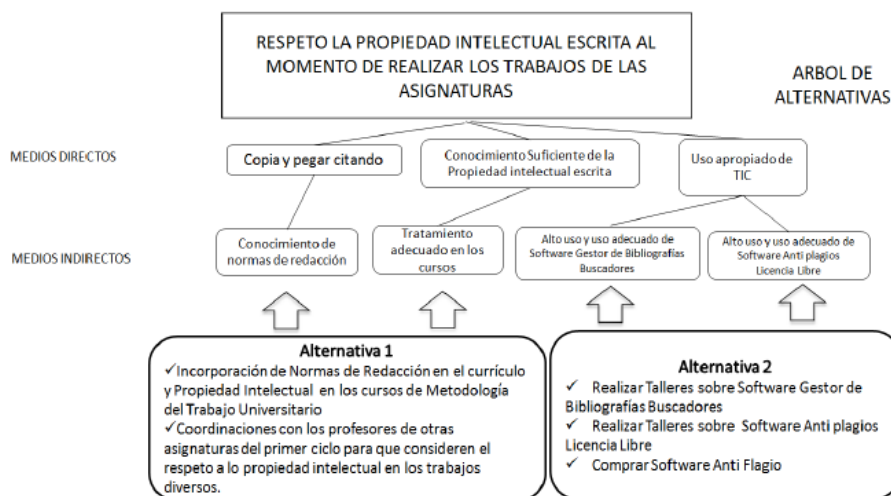 RESPETO LA PROPIEDAD INTELECTUAL ESCRITA AL
MOMENTO DE REALIZAR LOS TRABAJOS DE LAS
ASIGNATURAS
ARBOL DE
ALTERNATIVAS
MEDIOS DIRECTOS
Copia y pegar citando
Conocimiento Suficiente de la
Propiedad intelectual escrita
Uso apropiado de
TIC
MEDIOS INDIRECTOS
Conocimiento de
normas de redacción
Tratamiento
adecuado en los
cursos
Alto uso y uso adecuado de
Software Gestor de Bibliografías
Buscadores
Alto uso y uso adecuado de
Software Anti plagios
Licencia Libre
Alternativa 1
✓Incorporación de Normas de Redacción en el currículo
y Propiedad Intelectual en los cursos de Metodología
del Trabajo Universitario
✓Coordinaciones con los profesores de otras
asignaturas del primer ciclo para que consideren el
respeto a lo propiedad intelectual en los trabajos
diversos.
Alternativa 2
✓ Realizar Talleres sobre Software Gestor de
Bibliografías Buscadores
✓ Realizar Talleres sobre Software Anti plagios
Licencia Libre
✓ Comprar Software Anti Flagio